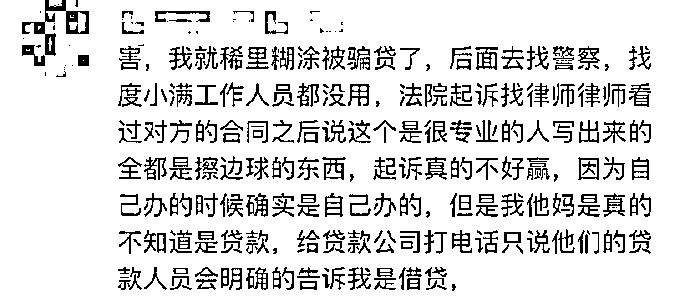 害，我就稀里糊涂被骗贷了，后面去找警察，找
度小满工作人员都没用，法院起诉找律师律师看
过对方的合同之后说这个是很专业的人写出来的
全都是擦边球的东西，起诉真的不好赢，因为自
己办的时候确实是自己办的，但是我他妈是真的
不知道是贷款，给贷款公司打电话只说他们的贷
款人员会明确的告诉我是借贷，